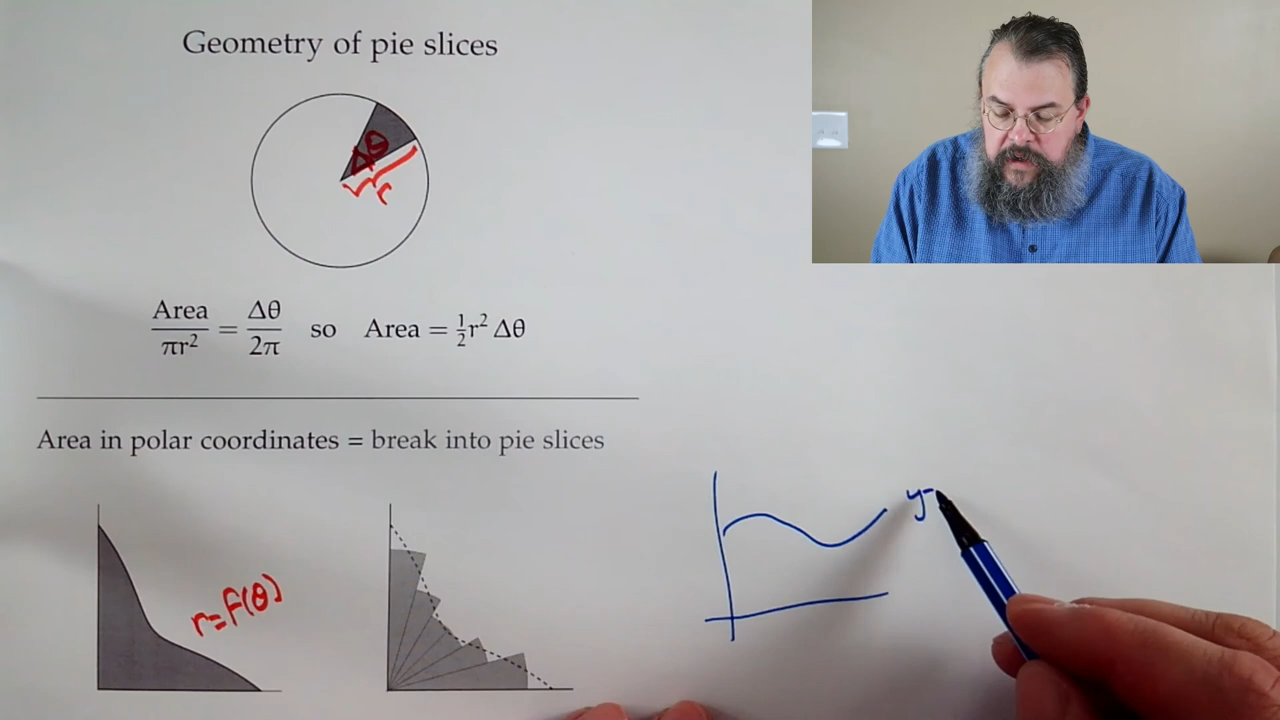 Geometry of pie slices
Δθ
r
Area/πr² = Δθ/2π so Area = ½r² Δθ
Area in polar coordinates = break into pie slices
r=f(θ)
y=